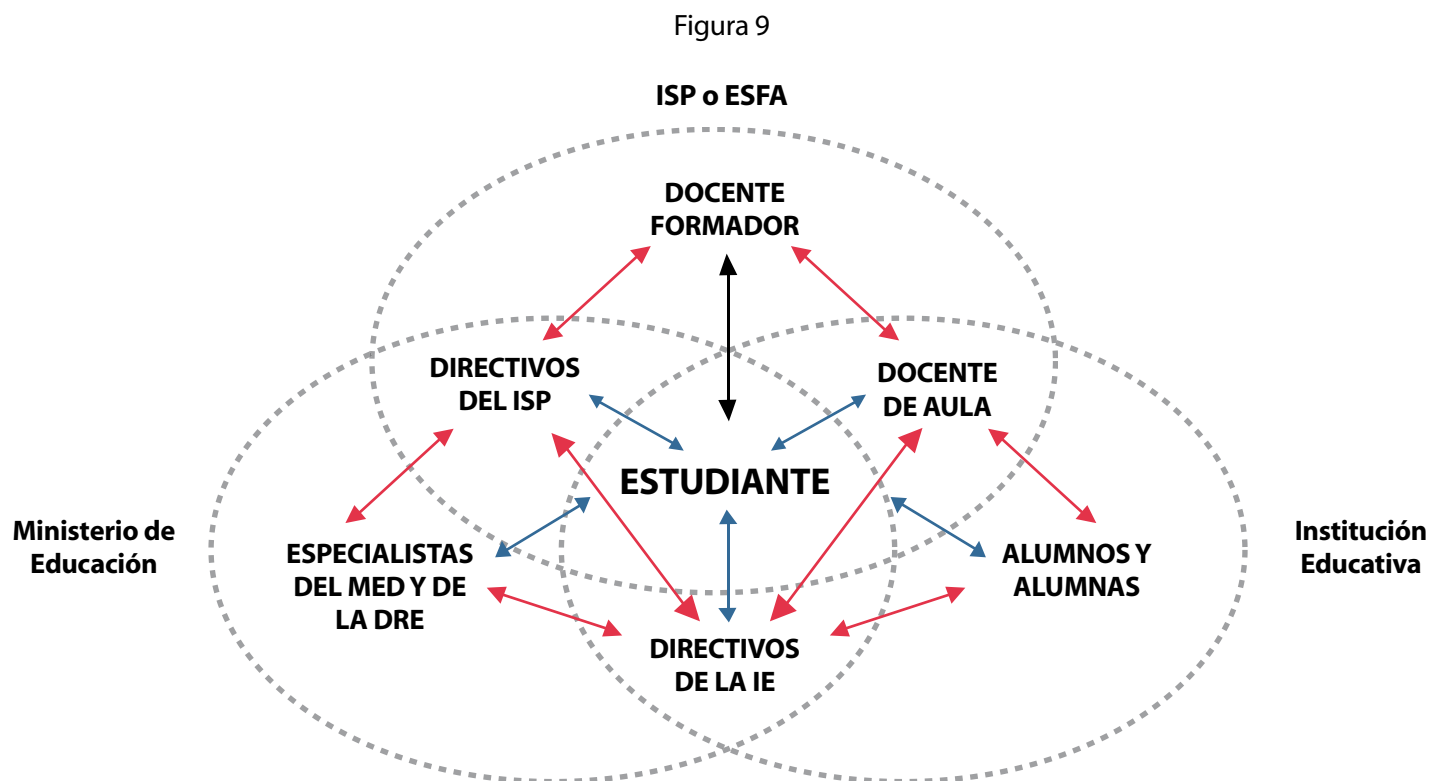 Figura 9
ISP o ESFA
DOCENTE
FORMADOR
DIRECTIVOS
DEL ISP
DOCENTE
DE AULA
ESTUDIANTE
Ministerio de
Educación
ESPECIALISTAS
DEL MED Y DE
LA DRE
ALUMNOS Y
ALUMNAS
Institución
Educativa
DIRECTIVOS
DE LA IE